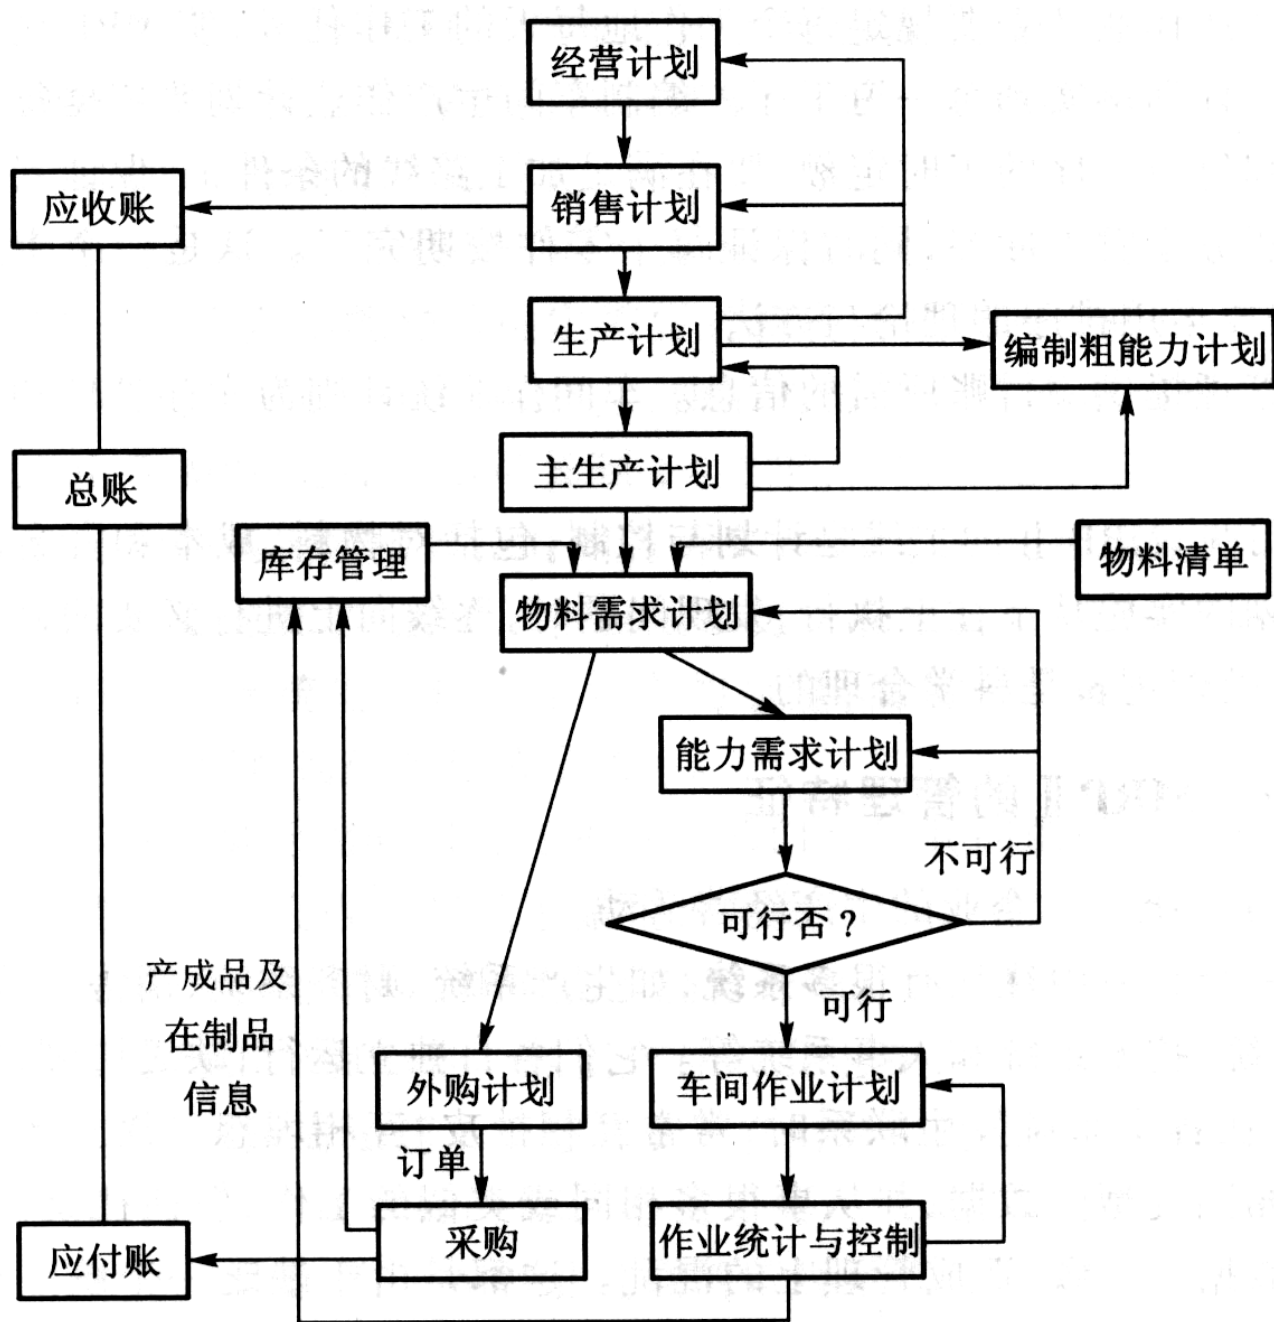 经营计划
应收账
销售计划
生产计划
编制粗能力计划
总账
主生产计划
库存管理
物料清单
物料需求计划
能力需求计划
不可行
可行否？
产成品及
在制品
信息
可行
外购计划
车间作业计划
订单
应付账
采购
作业统计与控制